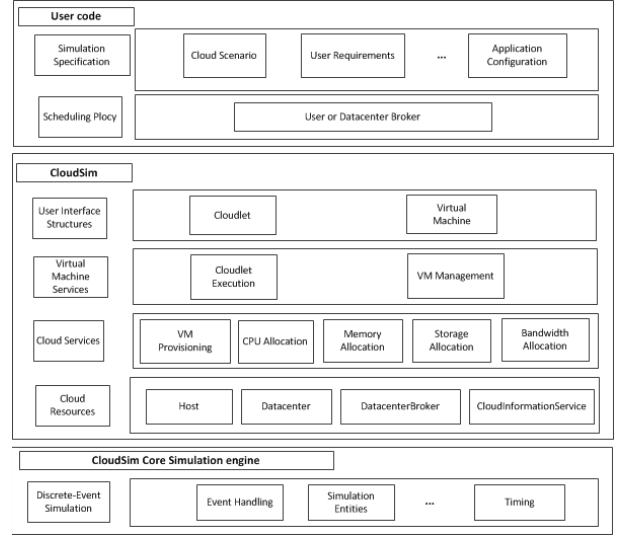 User code
Simulation
Specification
Cloud Scenario
User Requirements
...
Application
Configuration
Scheduling Plocy
User or Datacenter Broker
CloudSim
User Interface
Structures
Cloudlet
Virtual
Machine
Virtual
Machine
Services
Cloudlet
Execution
VM Management
Cloud Services
VM
Provisioning
CPU Allocation
Memory
Allocation
Storage
Allocation
Bandwidth
Allocation
Cloud
Resources
Host
Datacenter
DatacenterBroker
CloudInformationService
CloudSim Core Simulation engine
Discrete-Event
Simulation
Event Handling
Simulation
Entities
...
Timing